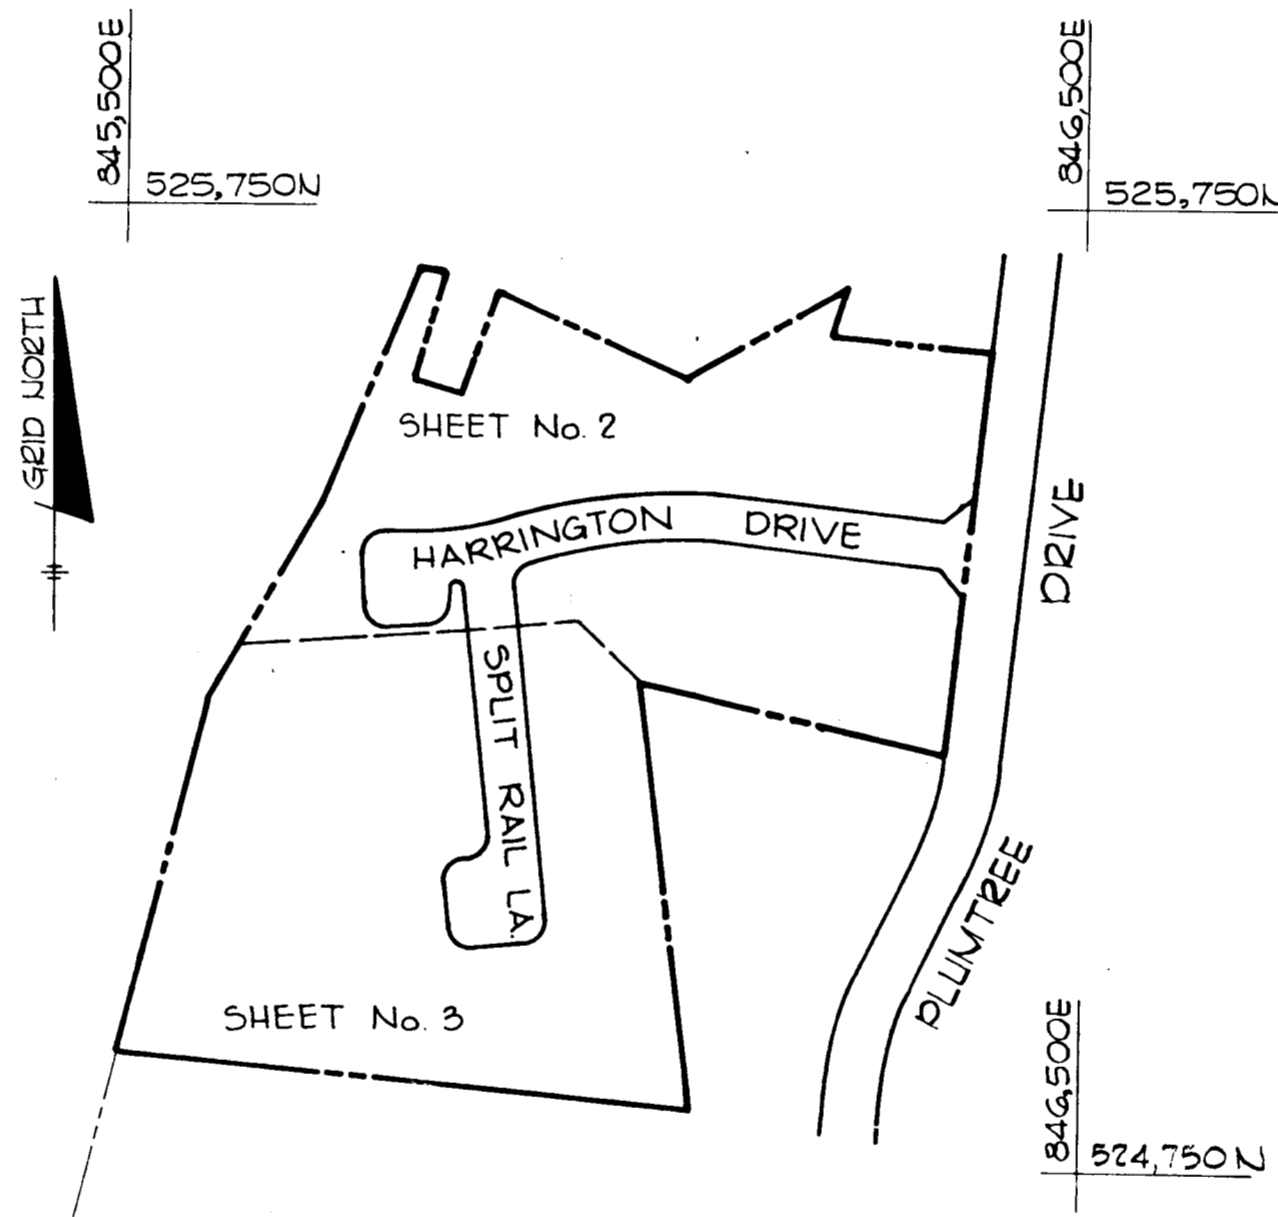 845,500E
525,750N
846,500E
525,750N
GRID NORTH
SHEET No. 2
HARRINGTON DRIVE
DRIVE
SPLIT RAIL LA.
PLUMTREE
SHEET No. 3
846,500E
524,750N